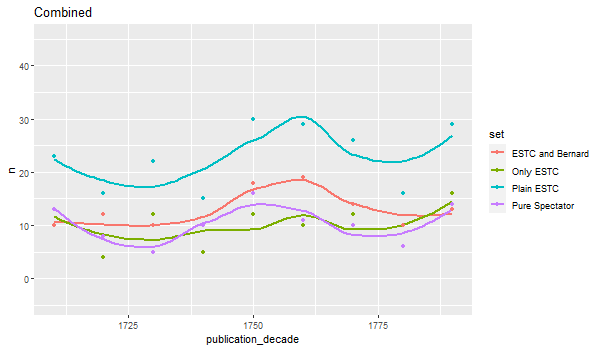 Combined
n
40
30
20
10
0
1725
1750
1775
publication_decade
set
ESTC and Bernard
Only ESTC
Plain ESTC
Pure Spectator